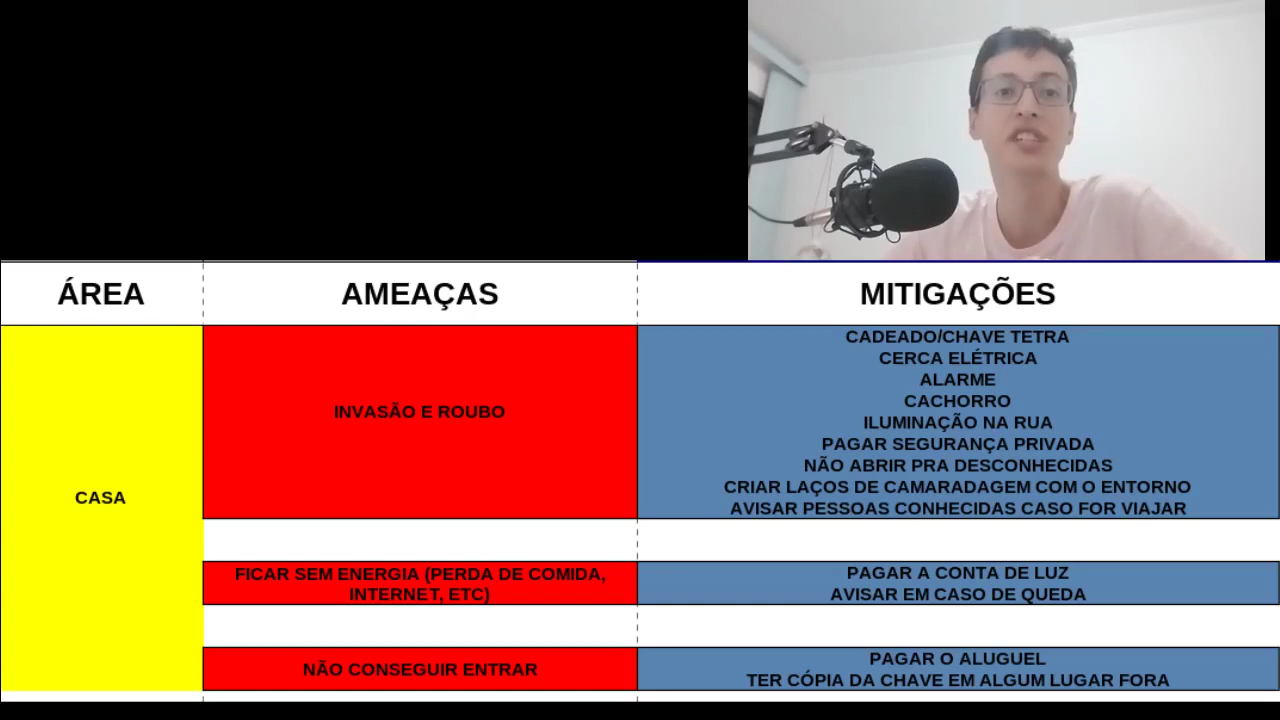 ÁREA
AMEAÇAS
MITIGAÇÕES
CASA
INVASÃO E ROUBO
CADEADO/CHAVE TETRA
CERCA ELÉTRICA
ALARME
CACHORRO
ILUMINAÇÃO NA RUA
PAGAR SEGURANÇA PRIVADA
NÃO ABRIR PRA DESCONHECIDAS
CRIAR LAÇOS DE CAMARADAGEM COM O ENTORNO
AVISAR PESSOAS CONHECIDAS CASO FOR VIAJAR
FICAR SEM ENERGIA (PERDA DE COMIDA,
INTERNET, ETC)
PAGAR A CONTA DE LUZ
AVISAR EM CASO DE QUEDA
NÃO CONSEGUIR ENTRAR
PAGAR O ALUGUEL
TER CÓPIA DA CHAVE EM ALGUM LUGAR FORA